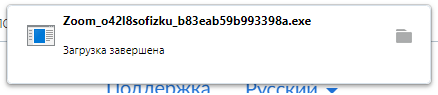 Zoom_o42l8sofizku_b83eab59b993398a.exe
Загрузка завершена
Поддержка Русский